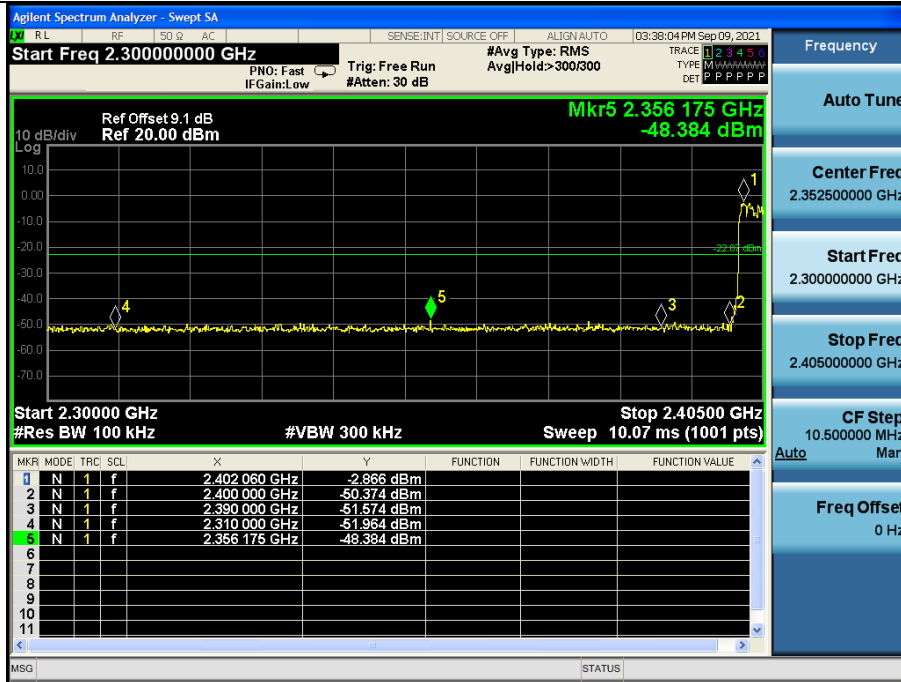 Agilent Spectrum Analyzer - Swept SA
LXI RL RF 50 Ω AC SENSE:INT SOURCE OFF ALIGN AUTO 03:38:04 PM Sep 09, 2021
Start Freq 2.300000000 GHz
PNO: Fast
IFGain:Low
Trig: Free Run
#Atten: 30 dB
#Avg Type: RMS
Avg|Hold:>300/300
TRACE 1 2 3 4 5 6
TYPE M W W W W W
DET P P P P P P
Mkr5 2.356 175 GHz
-48.384 dBm
Ref Offset 9.1 dB
10 dB/div Ref 20.00 dBm
Log
10.0
0.00
-10.0
-20.0
-30.0
-40.0
-50.0
-60.0
-70.0
1
-22.87 dBm
4
5
3
2
Start 2.30000 GHz Stop 2.40500 GHz
#Res BW 100 kHz #VBW 300 kHz Sweep 10.07 ms (1001 pts)
MKR MODE TRC SCL X Y FUNCTION FUNCTION WIDTH FUNCTION VALUE
1 N 1 f 2.402 060 GHz -2.866 dBm
2 N 1 f 2.400 000 GHz -50.374 dBm
3 N 1 f 2.390 000 GHz -51.574 dBm
4 N 1 f 2.310 000 GHz -51.964 dBm
5 N 1 f 2.356 175 GHz -48.384 dBm
6
7
8
9
10
11
MSG STATUS
Frequency
Auto Tune
Center Freq
2.352500000 GHz
Start Freq
2.300000000 GHz
Stop Freq
2.405000000 GHz
CF Step
10.500000 MHz
Auto Man
Freq Offset
0 Hz